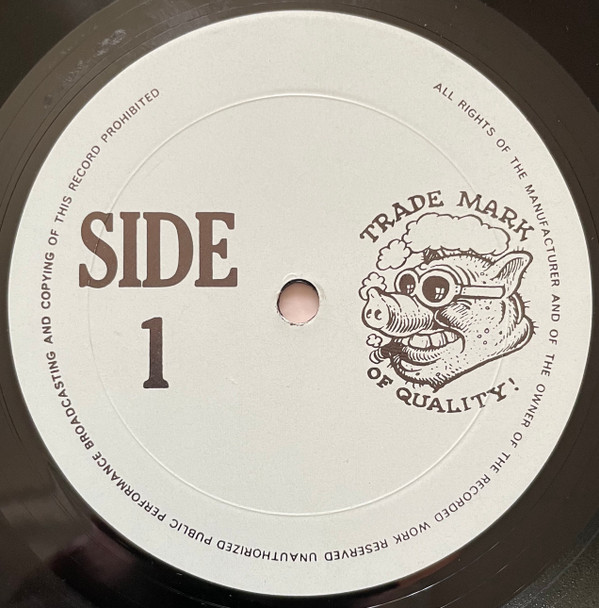 ALL RIGHTS OF THE MANUFACTURER AND OF THE OWNER OF THE RECORDED WORK RESERVED UNAUTHORIZED PUBLIC PERFORMANCE BROADCASTING AND COPYING OF THIS RECORD PROHIBITED
SIDE
1
TRADE MARK
OF QUALITY!